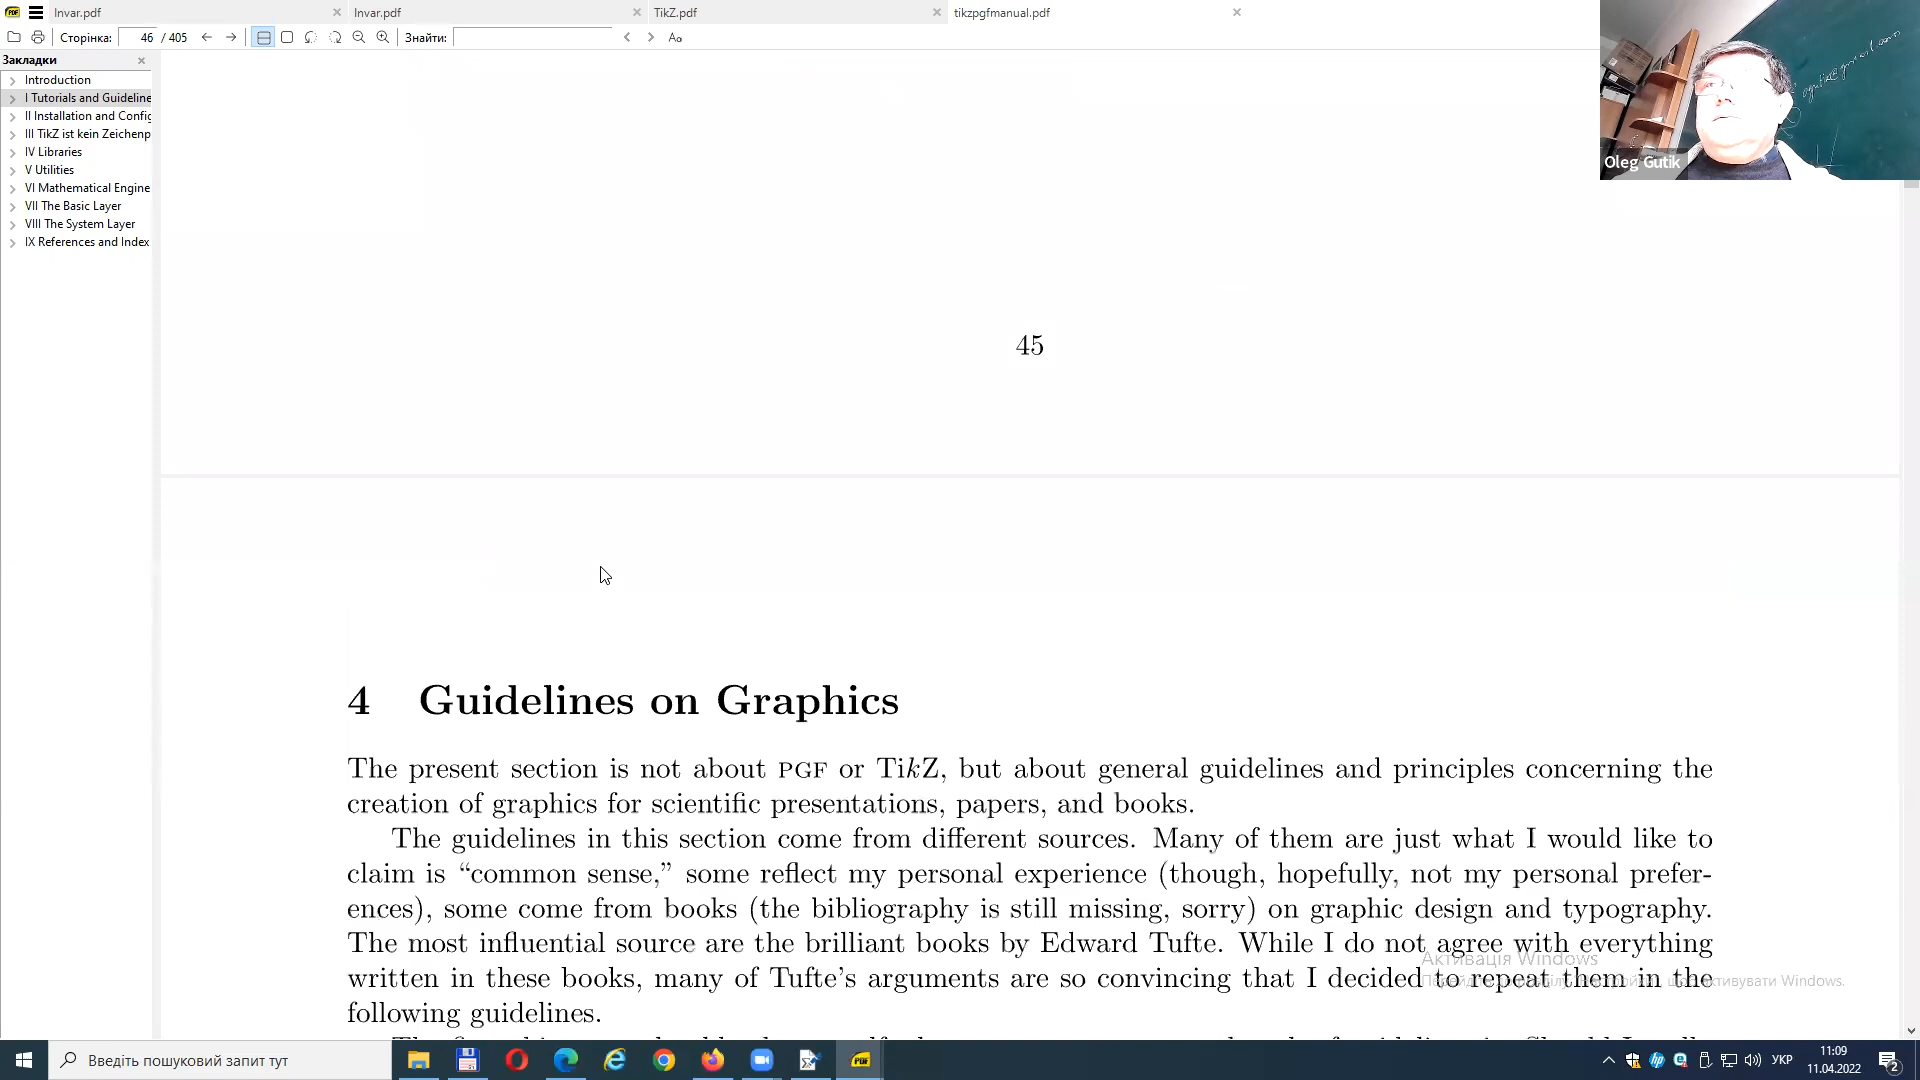 Invar.pdf
Invar.pdf
TikZ.pdf
tikzpgfmanual.pdf
Сторінка: 46 / 405
Знайти:
Закладки
Introduction
I Tutorials and Guideline
II Installation and Config
III TikZ ist kein Zeichenp
IV Libraries
V Utilities
VI Mathematical Engine
VII The Basic Layer
VIII The System Layer
IX References and Index
Oleg Gutik
45
4 Guidelines on Graphics
The present section is not about PGF or TikZ, but about general guidelines and principles concerning the
creation of graphics for scientific presentations, papers, and books.
The guidelines in this section come from different sources. Many of them are just what I would like to
claim is “common sense,” some reflect my personal experience (though, hopefully, not my personal prefer-
ences), some come from books (the bibliography is still missing, sorry) on graphic design and typography.
The most influential source are the brilliant books by Edward Tufte. While I do not agree with everything
written in these books, many of Tufte’s arguments are so convincing that I decided to repeat them in the
following guidelines.
Активація Windows
активувати Windows.
Введіть пошуковий запит тут
УКР
11:09
11.04.2022
2